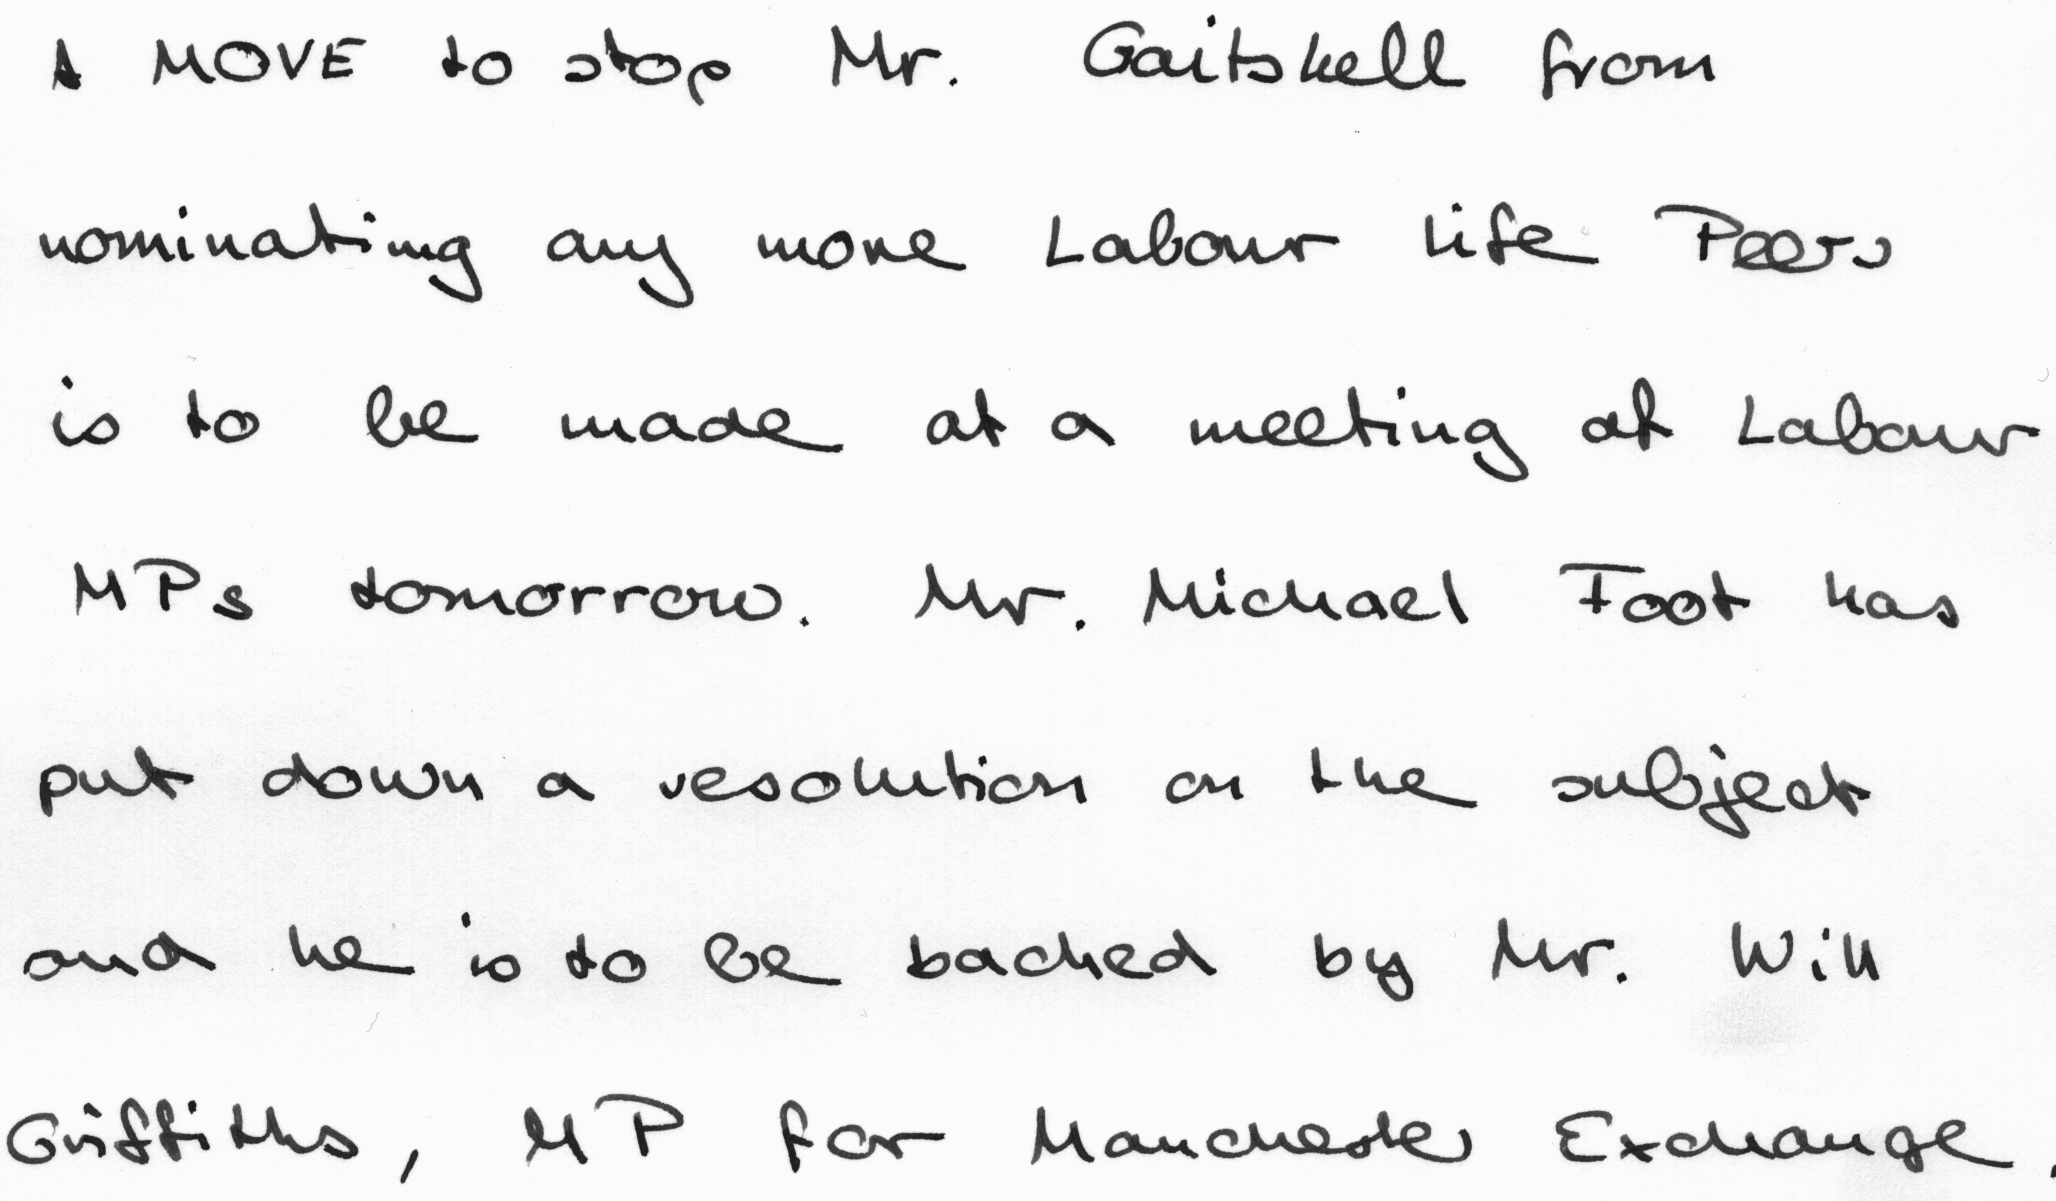 A MOVE to stop Mr. Gaitskell from
nominating any more Labour life Peers
is to be made at a meeting of Labour
MPs tomorrow. Mr. Michael Foot has
put down a resolution on the subject
and he is to be backed by Mr. Will
Griffiths, MP for Manchester Exchange.